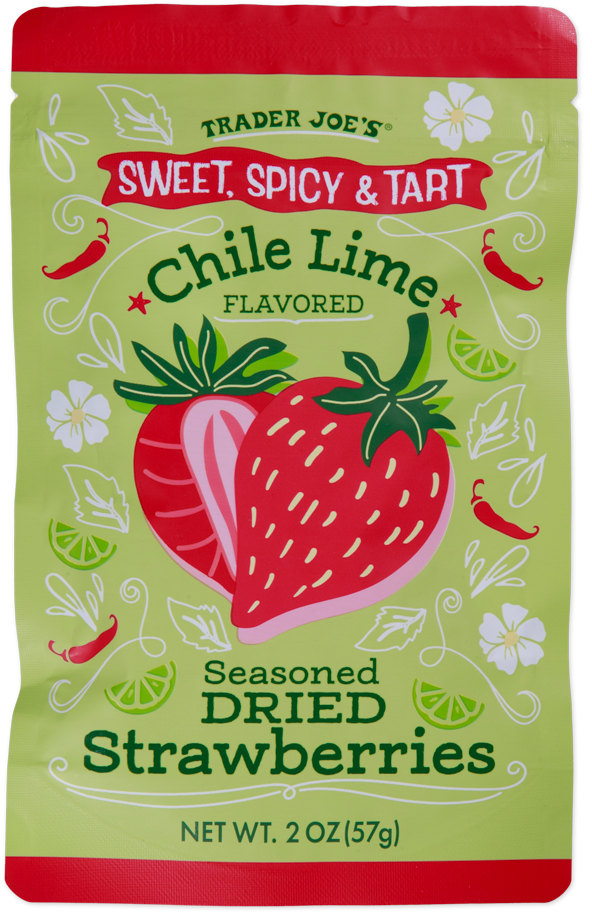 TRADER JOE'S®
SWEET, SPICY & TART
Chile Lime
FLAVORED
Seasoned
DRIED
Strawberries
NET WT. 2 OZ (57g)